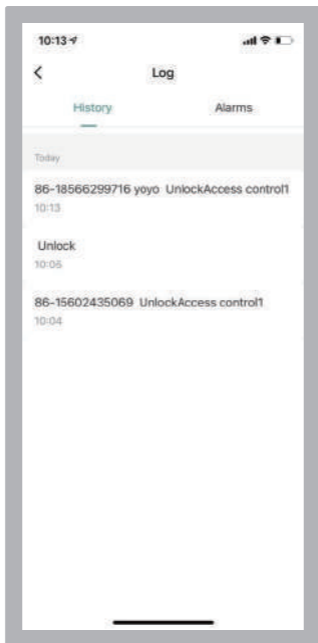 10:13
Log
History Alarms
Today
86-18566299716 yoyo UnlockAccess control1
10:13
Unlock
10:05
86-15602435069 UnlockAccess control1
10:04